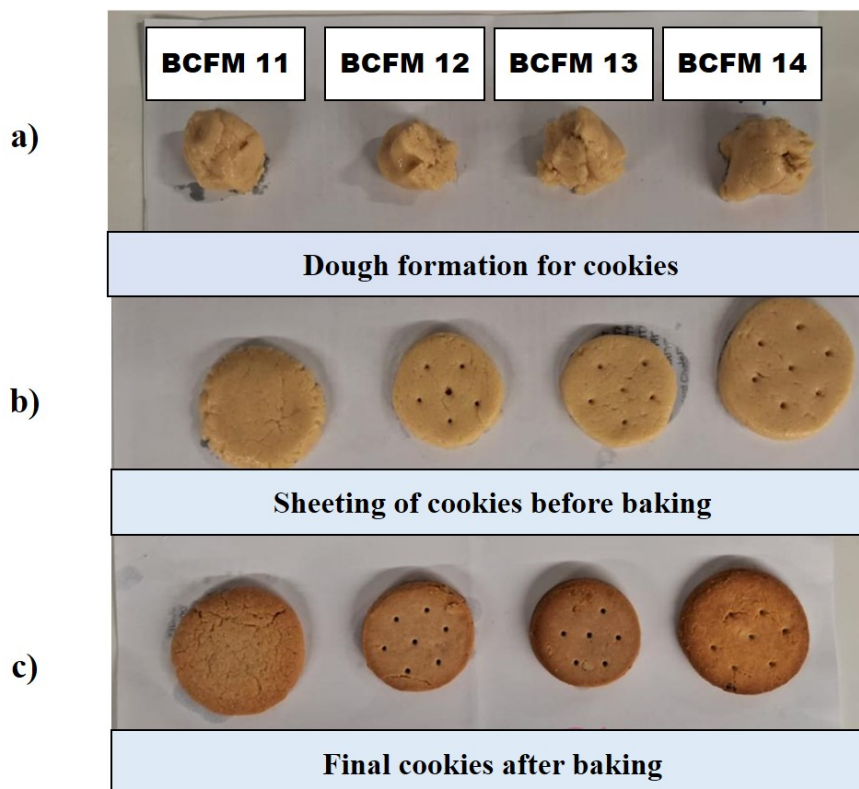 BCFM 11
BCFM 12
BCFM 13
BCFM 14
a)
Dough formation for cookies
b)
Sheeting of cookies before baking
c)
Final cookies after baking